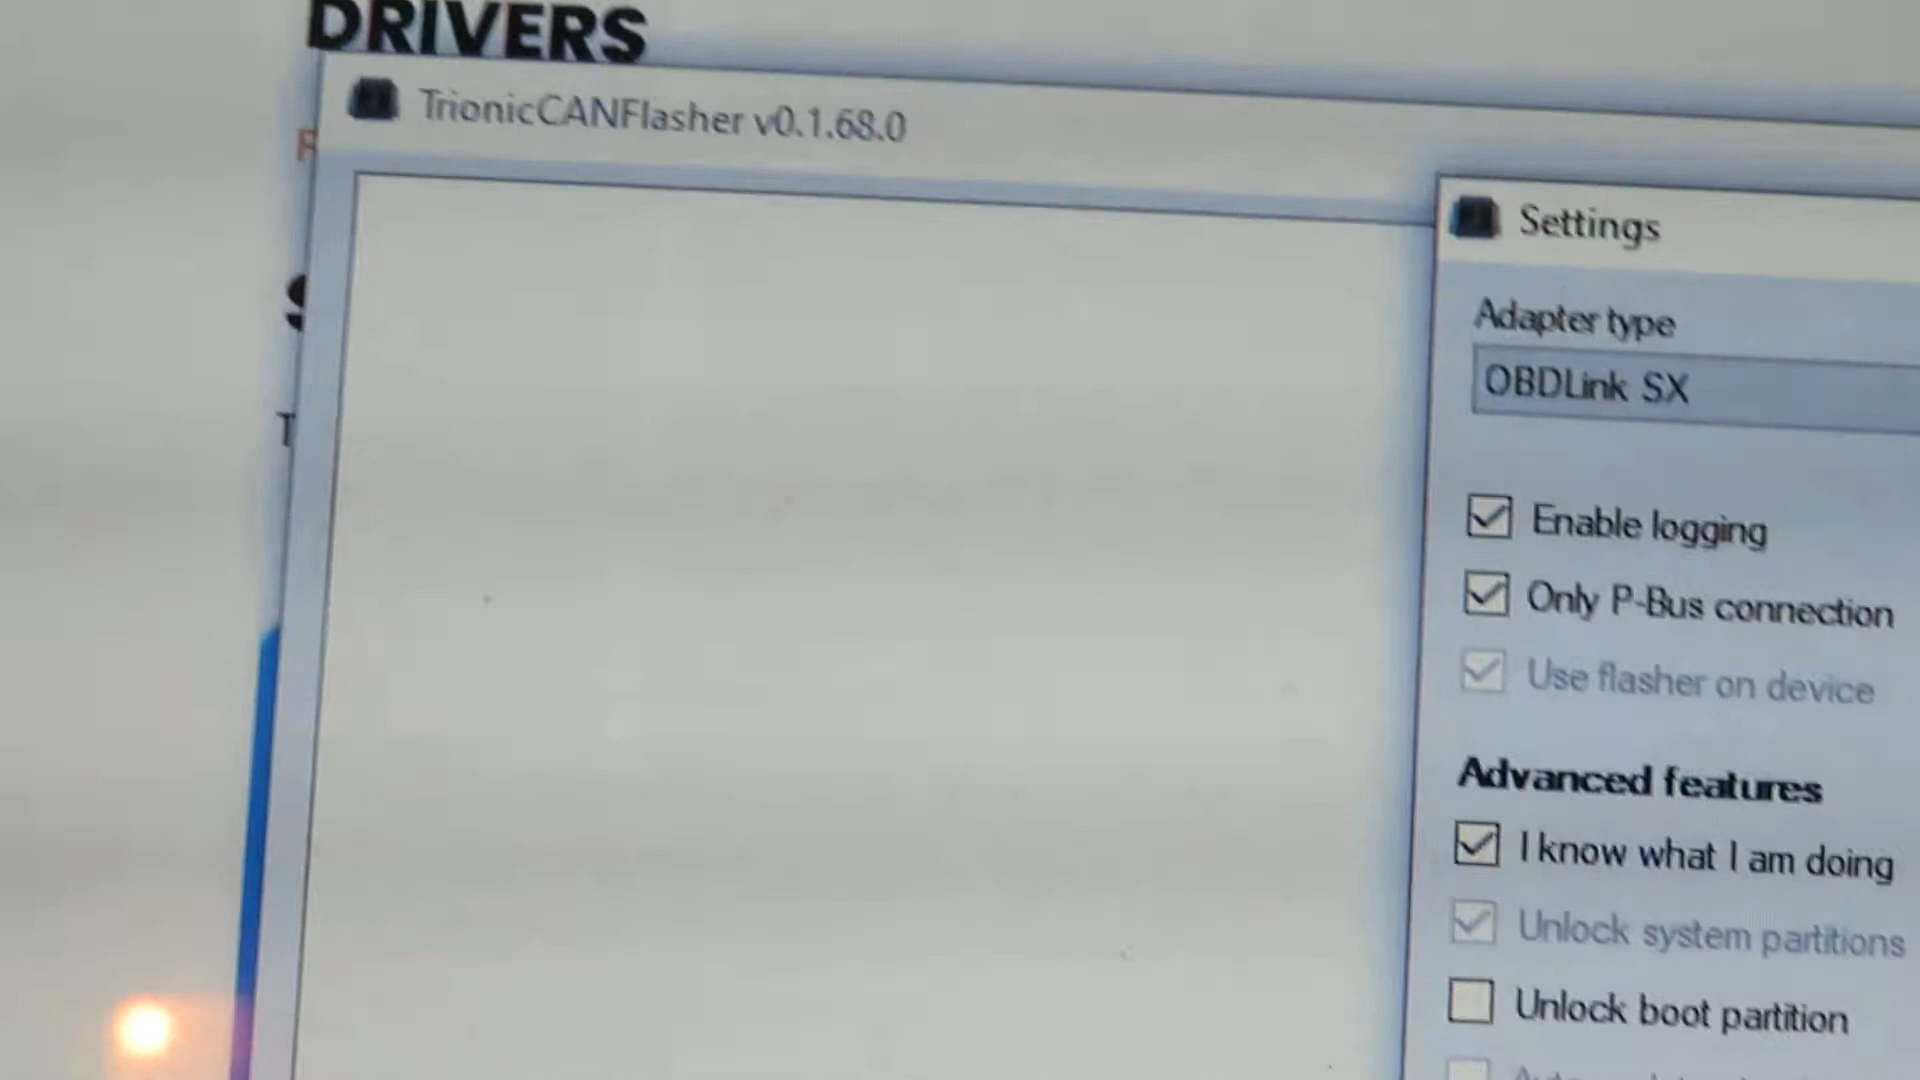 DRIVERS
TrionicCANFlasher v0.1.68.0
Settings
Adapter type
OBDLink SX
Enable logging
Only P-Bus connection
Use flasher on device
Advanced features
I know what I am doing
Unlock system partitions
Unlock boot partition